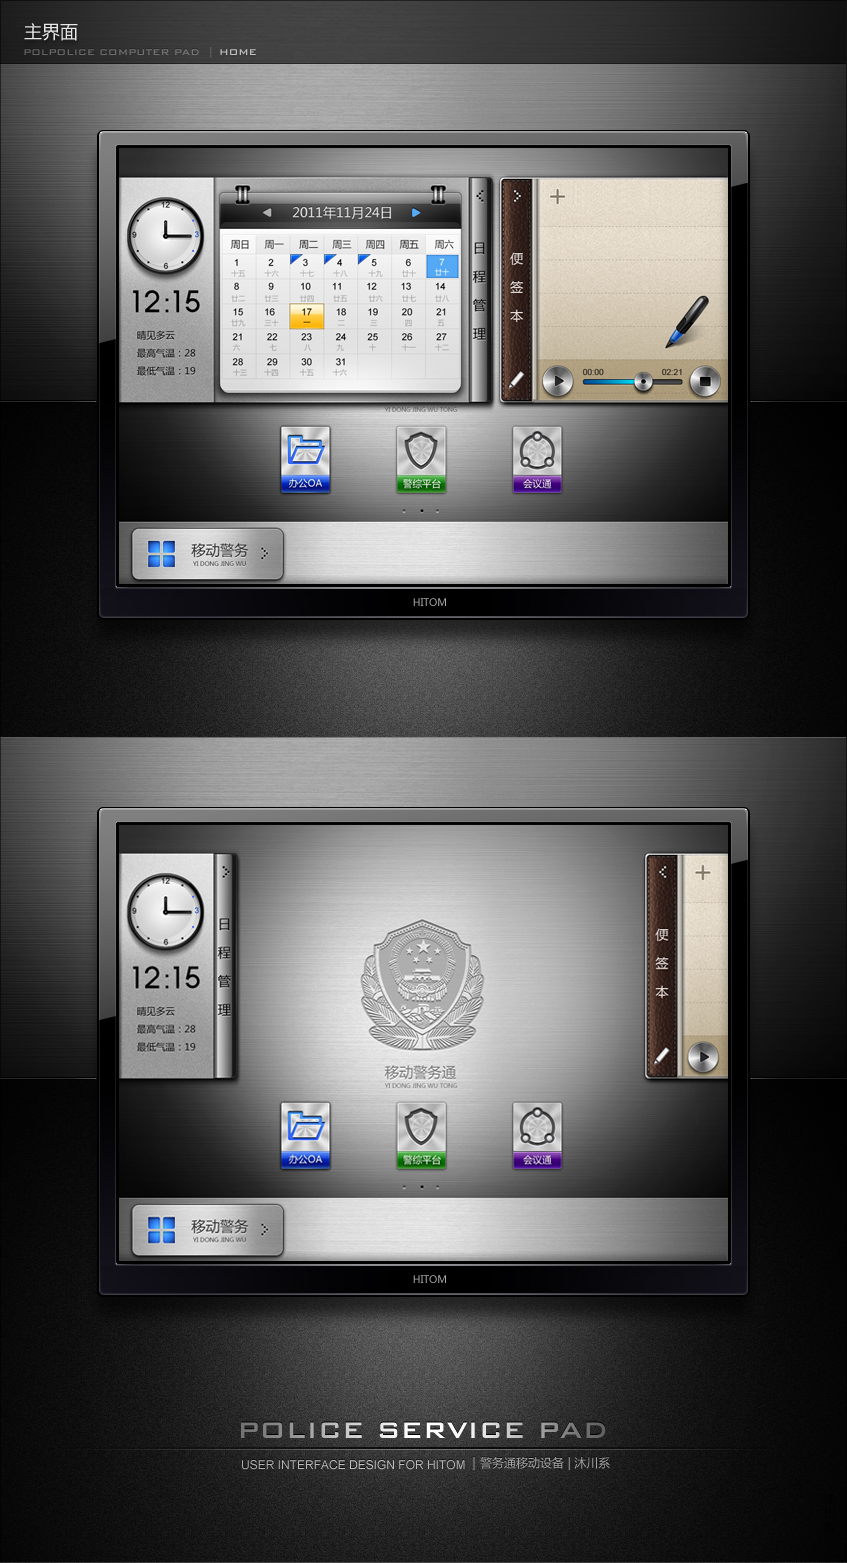 主界面
POLPOLICE COMPUTER PAD | HOME
12
9 3
6
12:15
晴见多云
最高气温：28
最低气温：19
2011年11月24日
周日 周一 周二 周三 周四 周五 周六
1 2 3 4 5 6 7
十五 十六 十七 十八 十九 廿十 廿十
8 9 10 11 12 13 14
廿二 廿三 廿四 廿五 廿六 廿七 廿八
15 16 17 18 19 20 21
廿九 三十 一 二 三 四 五
21 22 23 24 25 26 27
六 七 八 九 十 十一 十二
28 29 30 31
十三 十四 十五 十六
日程管理
便签本
00:00 02:21
YI DONG JING WU TONG
办公OA
警综平台
会议通
移动警务
YI DONG JING WU
HITOM
12
9 3
6
12:15
晴见多云
最高气温：28
最低气温：19
日程管理
便签本
移动警务通
YI DONG JING WU TONG
办公OA
警综平台
会议通
移动警务
YI DONG JING WU
HITOM
POLICE SERVICE PAD
USER INTERFACE DESIGN FOR HITOM | 警务通移动设备 | 沐川系